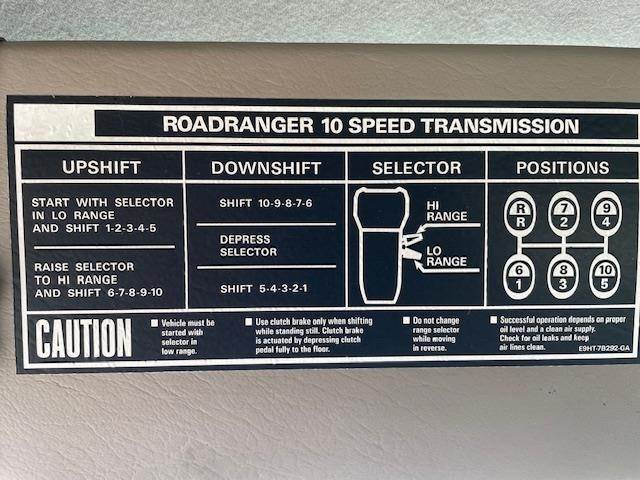 ROADRANGER 10 SPEED TRANSMISSION
UPSHIFT
START WITH SELECTOR
IN LO RANGE
AND SHIFT 1-2-3-4-5
RAISE SELECTOR
TO HI RANGE
AND SHIFT 6-7-8-9-10
DOWNSHIFT
SHIFT 10-9-8-7-6
DEPRESS
SELECTOR
SHIFT 5-4-3-2-1
SELECTOR
HI
RANGE
LO
RANGE
POSITIONS
R 7 9
R 2 4
6 8 10
1 3 5
CAUTION
■ Vehicle must be
started with
selector in
low range.
■ Use clutch brake only when shifting
while standing still. Clutch brake
is actuated by depressing clutch
pedal fully to the floor.
■ Do not change
range selector
while moving
in reverse.
■ Successful operation depends on proper
oil level and a clean air supply.
Check for oil leaks and keep
air lines clean.
E9HT-7B292-GA